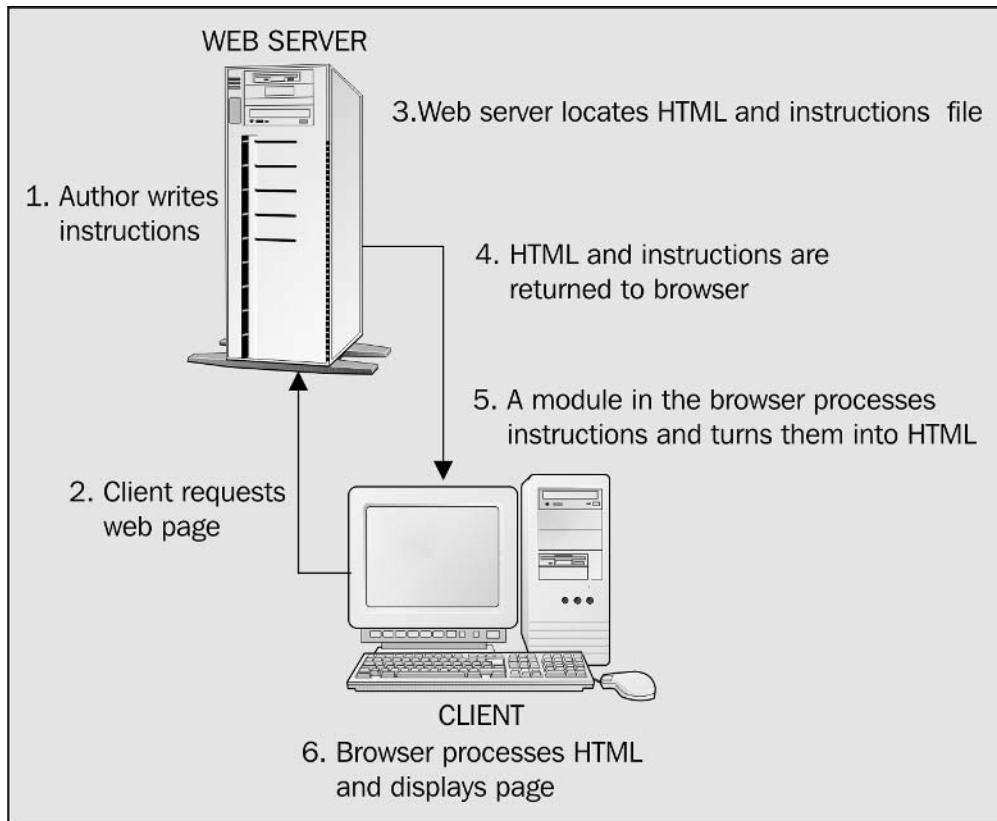 WEB SERVER
3.Web server locates HTML and instructions file
1. Author writes
instructions
4. HTML and instructions are
returned to browser
5. A module in the browser processes
instructions and turns them into HTML
2. Client requests
web page
CLIENT
6. Browser processes HTML
and displays page